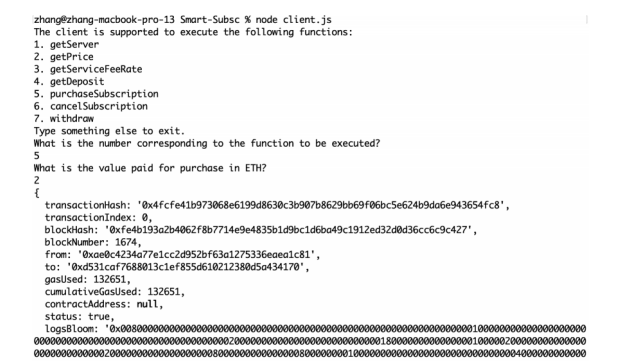 zhang@zhang-macbook-pro-13 Smart-Subsc % node client.js
The client is supported to execute the following functions:
1. getServer
2. getPrice
3. getServiceFeeRate
4. getDeposit
5. purchaseSubscription
6. cancelSubscription
7. withdraw
Type something else to exit.
What is the number corresponding to the function to be executed?
5
What is the value paid for purchase in ETH?
2
{
transactionHash: '0x4fcfe41b973068e6199d8630c3b907b8629bb69f06bc5e624b9da6e943654fc8',
transactionIndex: 0,
blockHash: '0xfe4b193a2b4062f8b7714e9e4835b1d9bc1d6ba49c1912ed32d0d36cc6c9c427',
blockNumber: 1674,
from: '0xae0c4234a77e1cc2d952bf63a1275336eaea1c81',
to: '0xd531caf7688013c1ef855d610212380d5a434170',
gasUsed: 132651,
cumulativeGasUsed: 132651,
contractAddress: null,
status: true,
logsBloom: